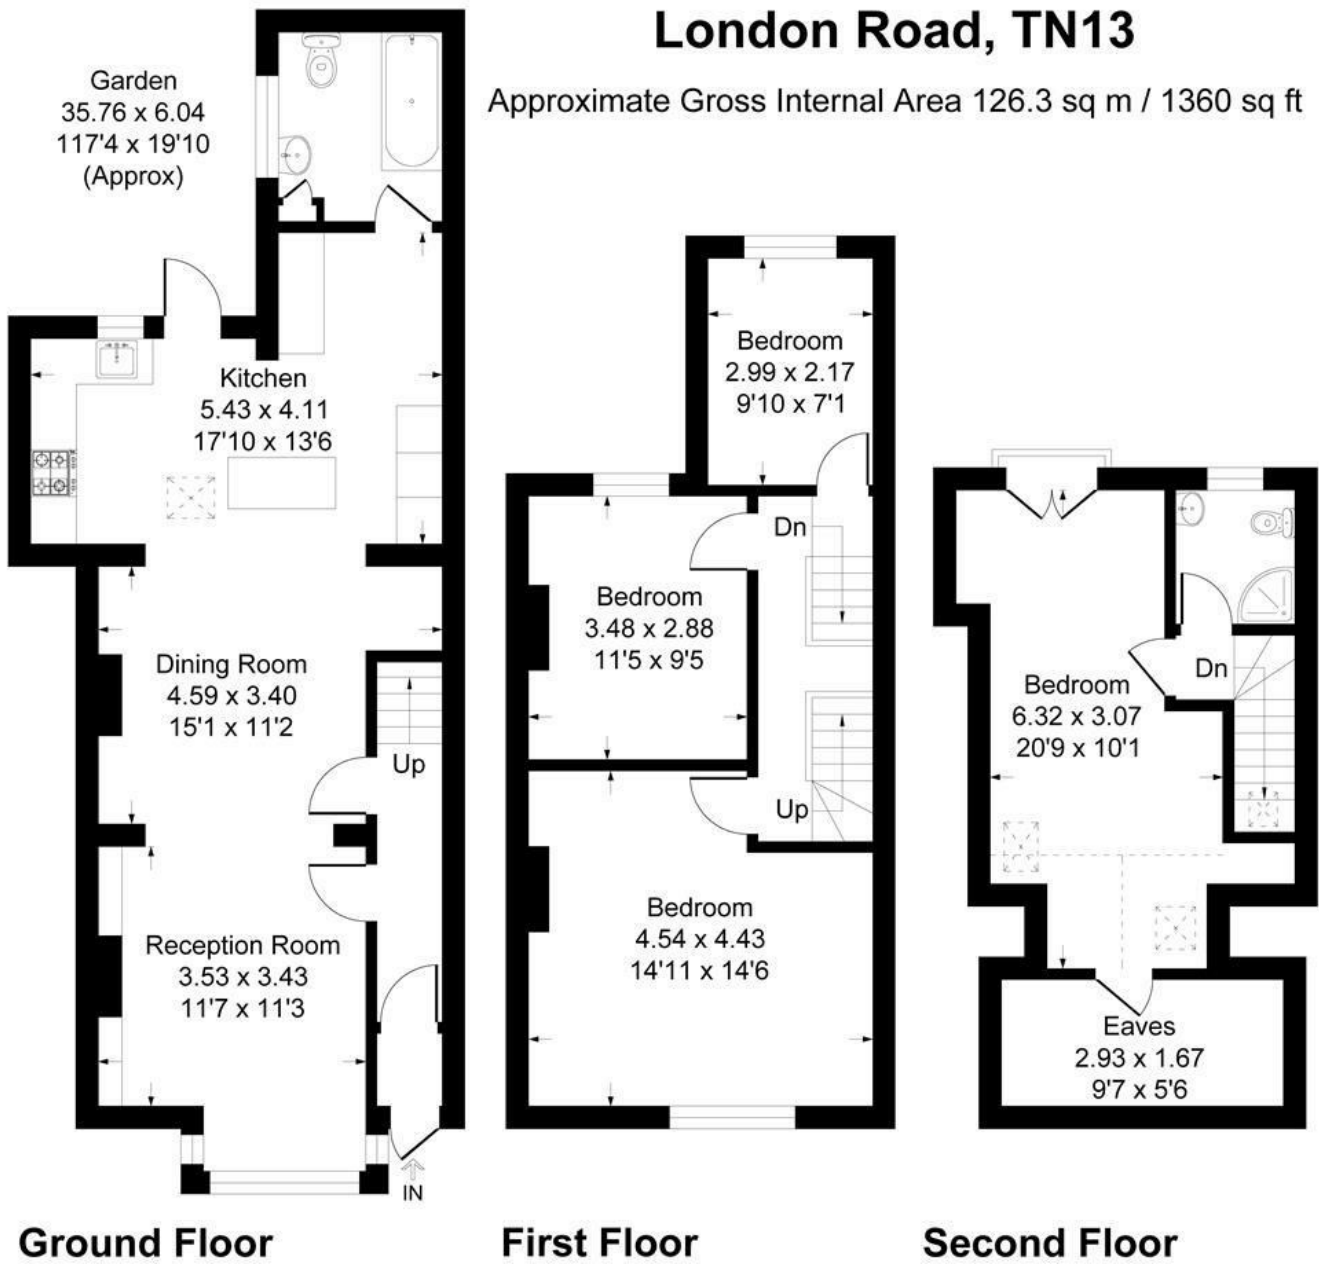 London Road, TN13
Approximate Gross Internal Area 126.3 sq m / 1360 sq ft
Garden
35.76 x 6.04
117'4 x 19'10
(Approx)
Kitchen
5.43 x 4.11
17'10 x 13'6
Dining Room
4.59 x 3.40
15'1 x 11'2
Up
Reception Room
3.53 x 3.43
11'7 x 11'3
IN
Ground Floor
Bedroom
2.99 x 2.17
9'10 x 7'1
Dn
Bedroom
3.48 x 2.88
11'5 x 9'5
Up
Bedroom
4.54 x 4.43
14'11 x 14'6
First Floor
Dn
Bedroom
6.32 x 3.07
20'9 x 10'1
Eaves
2.93 x 1.67
9'7 x 5'6
Second Floor